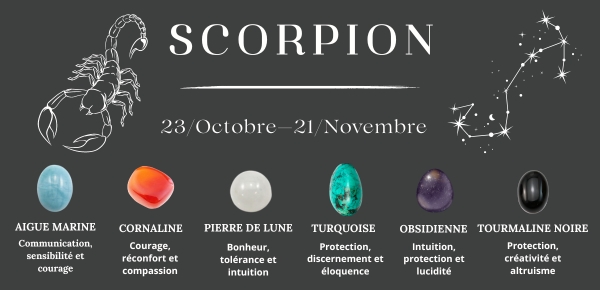 SCORPION
23/Octobre—21/Novembre
AIGUE MARINE
Communication,
sensibilité et
courage
CORNALINE
Courage,
réconfort et
compassion
PIERRE DE LUNE
Bonheur,
tolérance et
intuition
TURQUOISE
Protection,
discernement et
éloquence
OBSIDIENNE
Intuition,
protection et
lucidité
TOURMALINE NOIRE
Protection,
créativité et
altruisme